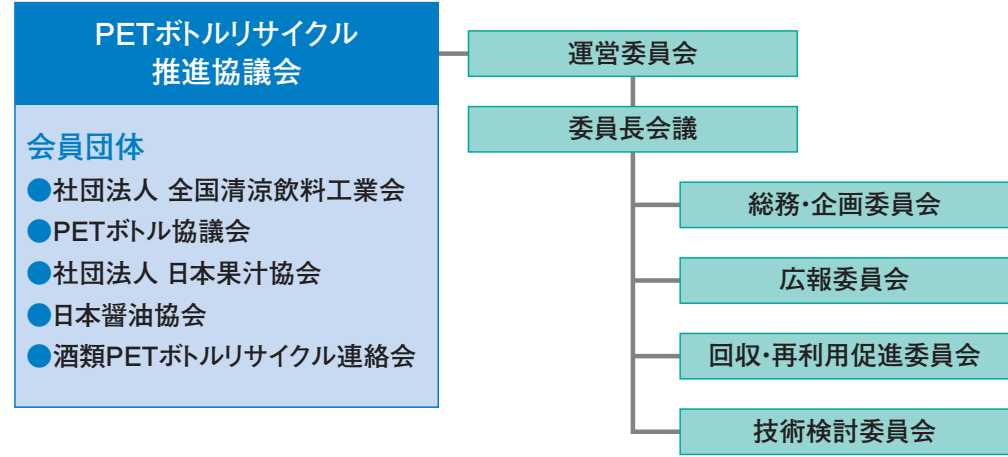 PETボトルリサイクル
推進協議会
会員団体
●社団法人 全国清涼飲料工業会
●PETボトル協議会
●社団法人 日本果汁協会
●日本醤油協会
●酒類PETボトルリサイクル連絡会
運営委員会
委員長会議
総務・企画委員会
広報委員会
回収・再利用促進委員会
技術検討委員会